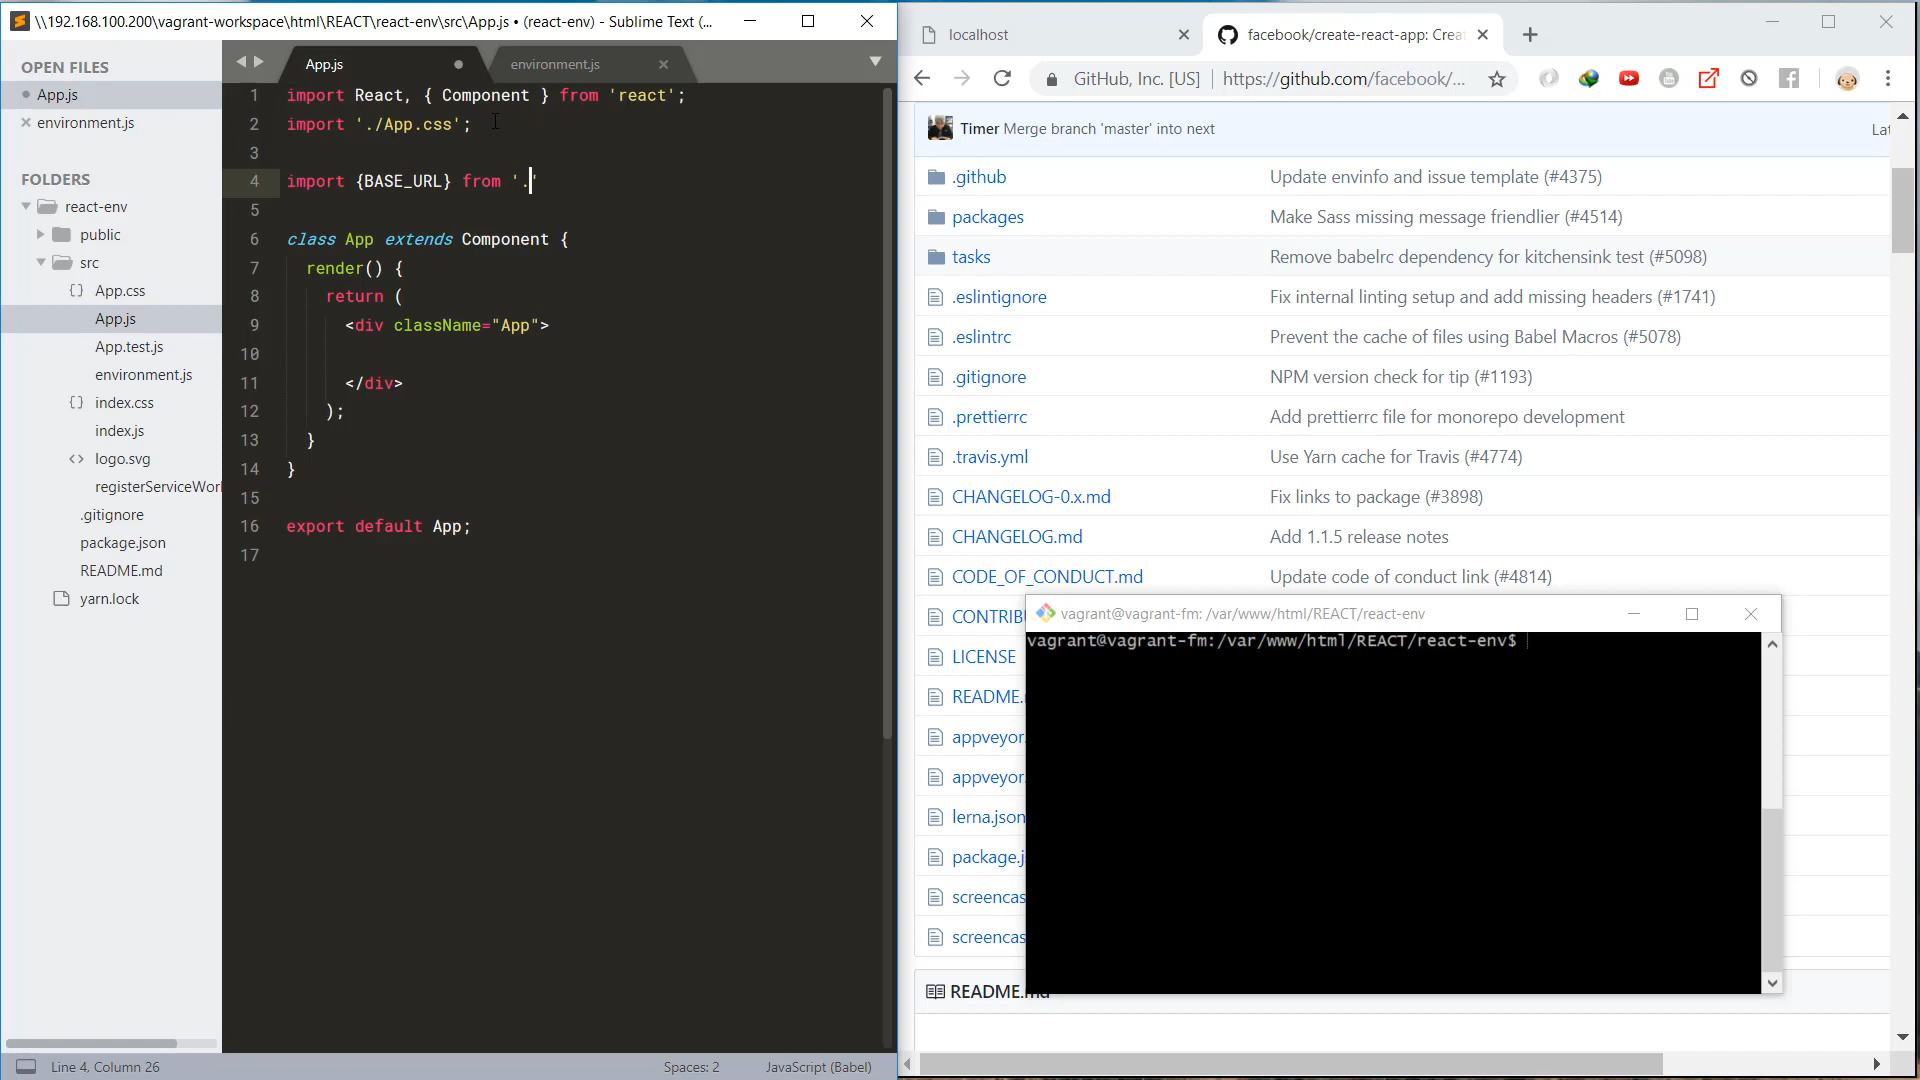 \\192.168.100.200\vagrant-workspace\html\REACT\react-env\src\App.js • (react-env) - Sublime Text (...
OPEN FILES
App.js
environment.js
FOLDERS
react-env
public
src
{} App.css
App.js
App.test.js
environment.js
{} index.css
index.js
<> logo.svg
registerServiceWor
.gitignore
package.json
README.md
yarn.lock
App.js
environment.js
1 import React, { Component } from 'react';
2 import './App.css';
3
4 import {BASE_URL} from '.'
5
6 class App extends Component {
7 render() {
8 return (
9 <div className="App">
10
11 </div>
12 );
13 }
14 }
15
16 export default App;
17
Line 4, Column 26
Spaces: 2
JavaScript (Babel)
localhost
facebook/create-react-app: Crea
GitHub, Inc. [US] | https://github.com/facebook/...
Timer Merge branch 'master' into next
Lat
.github Update envinfo and issue template (#4375)
packages Make Sass missing message friendlier (#4514)
tasks Remove babelrc dependency for kitchensink test (#5098)
.eslintignore Fix internal linting setup and add missing headers (#1741)
.eslintrc Prevent the cache of files using Babel Macros (#5078)
.gitignore NPM version check for tip (#1193)
.prettierrc Add prettierrc file for monorepo development
.travis.yml Use Yarn cache for Travis (#4774)
CHANGELOG-0.x.md Fix links to package (#3898)
CHANGELOG.md Add 1.1.5 release notes
CODE_OF_CONDUCT.md Update code of conduct link (#4814)
CONTRIB
LICENSE
README.
appveyor.
appveyor.
lerna.json
package.j
screencas
screencas
README.md
vagrant@vagrant-fm: /var/www/html/REACT/react-env
vagrant@vagrant-fm:/var/www/html/REACT/react-env$